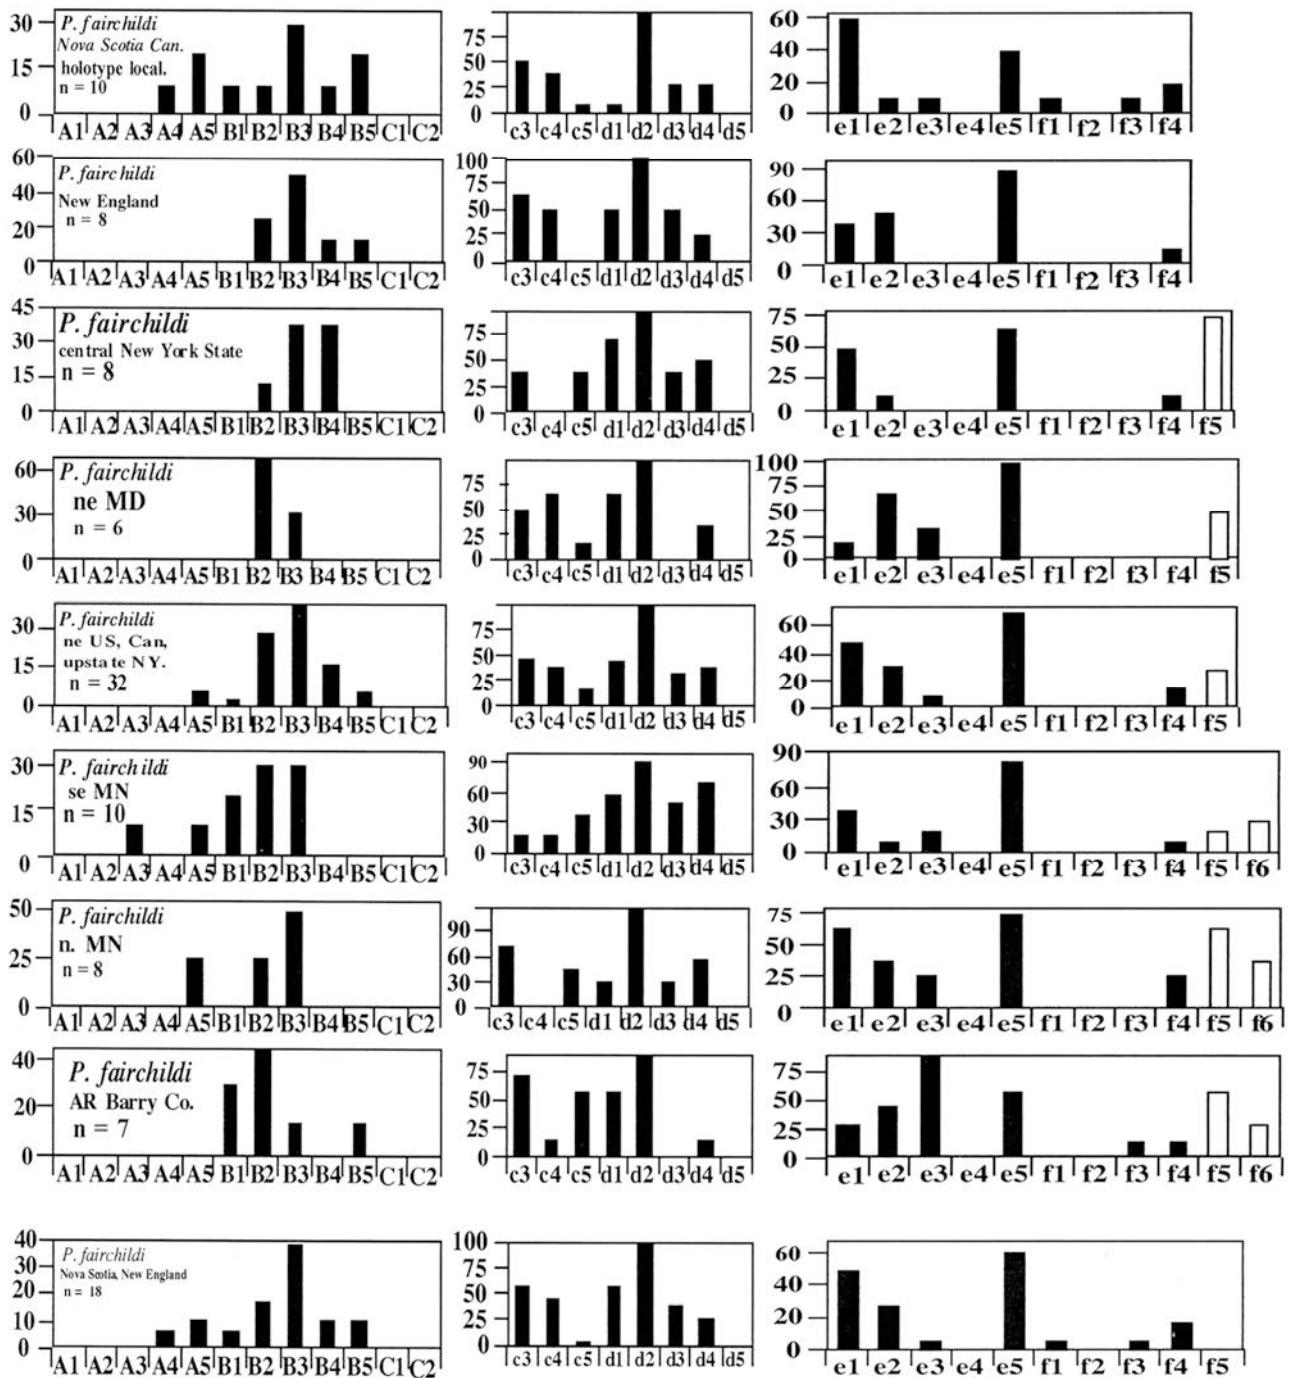 30
15
0
P. fairchildi
Nova Scotia Can.
holotype local.
n = 10
A1 A2 A3 A4 A5 B1 B2 B3 B4 B5 C1 C2
75
50
25
0
c3 c4 c5 d1 d2 d3 d4 d5
60
40
20
0
e1 e2 e3 e4 e5 f1 f2 f3 f4
60
40
20
0
P. fairchildi
New England
n = 8
A1 A2 A3 A4 A5 B1 B2 B3 B4 B5 C1 C2
100
75
50
25
0
c3 c4 c5 d1 d2 d3 d4 d5
90
60
30
0
e1 e2 e3 e4 e5 f1 f2 f3 f4
45
30
15
0
P. fairchildi
central New York State
n = 8
A1 A2 A3 A4 A5 B1 B2 B3 B4 B5 C1 C2
75
50
25
0
c3 c4 c5 d1 d2 d3 d4 d5
75
50
25
0
e1 e2 e3 e4 e5 f1 f2 f3 f4 f5
60
30
0
P. fairchildi
ne MD
n = 6
A1 A2 A3 A4 A5 B1 B2 B3 B4 B5 C1 C2
75
50
25
0
c3 c4 c5 d1 d2 d3 d4 d5
100
75
50
25
0
e1 e2 e3 e4 e5 f1 f2 f3 f4 f5
30
15
0
P. fairchildi
ne US, Can,
upstate NY.
n = 32
A1 A2 A3 A4 A5 B1 B2 B3 B4 B5 C1 C2
75
50
25
0
c3 c4 c5 d1 d2 d3 d4 d5
60
40
20
0
e1 e2 e3 e4 e5 f1 f2 f3 f4 f5
30
15
0
P. fairchildi
se MN
n = 10
A1 A2 A3 A4 A5 B1 B2 B3 B4 B5 C1 C2
90
60
30
0
c3 c4 c5 d1 d2 d3 d4 d5
90
60
30
0
e1 e2 e3 e4 e5 f1 f2 f3 f4 f5 f6
50
25
0
P. fairchildi
n. MN
n = 8
A1 A2 A3 A4 A5 B1 B2 B3 B4 B5 C1 C2
90
60
30
0
c3 c4 c5 d1 d2 d3 d4 d5
75
50
25
0
e1 e2 e3 e4 e5 f1 f2 f3 f4 f5 f6
40
20
0
P. fairchildi
AR Barry Co.
n = 7
A1 A2 A3 A4 A5 B1 B2 B3 B4 B5 C1 C2
75
50
25
0
c3 c4 c5 d1 d2 d3 d4 d5
75
50
25
0
e1 e2 e3 e4 e5 f1 f2 f3 f4 f5 f6
40
30
20
10
0
P. fairchildi
Nova Scotia, New England
n = 18
A1 A2 A3 A4 A5 B1 B2 B3 B4 B5 C1 C2
100
75
50
25
0
c3 c4 c5 d1 d2 d3 d4 d5
60
40
20
0
e1 e2 e3 e4 e5 f1 f2 f3 f4 f5